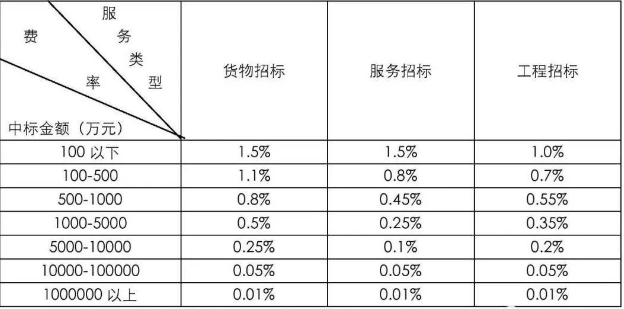 服务类型
费率
中标金额（万元）
货物招标 服务招标 工程招标
100 以下 1.5% 1.5% 1.0%
100-500 1.1% 0.8% 0.7%
500-1000 0.8% 0.45% 0.55%
1000-5000 0.5% 0.25% 0.35%
5000-10000 0.25% 0.1% 0.2%
10000-100000 0.05% 0.05% 0.05%
1000000 以上 0.01% 0.01% 0.01%